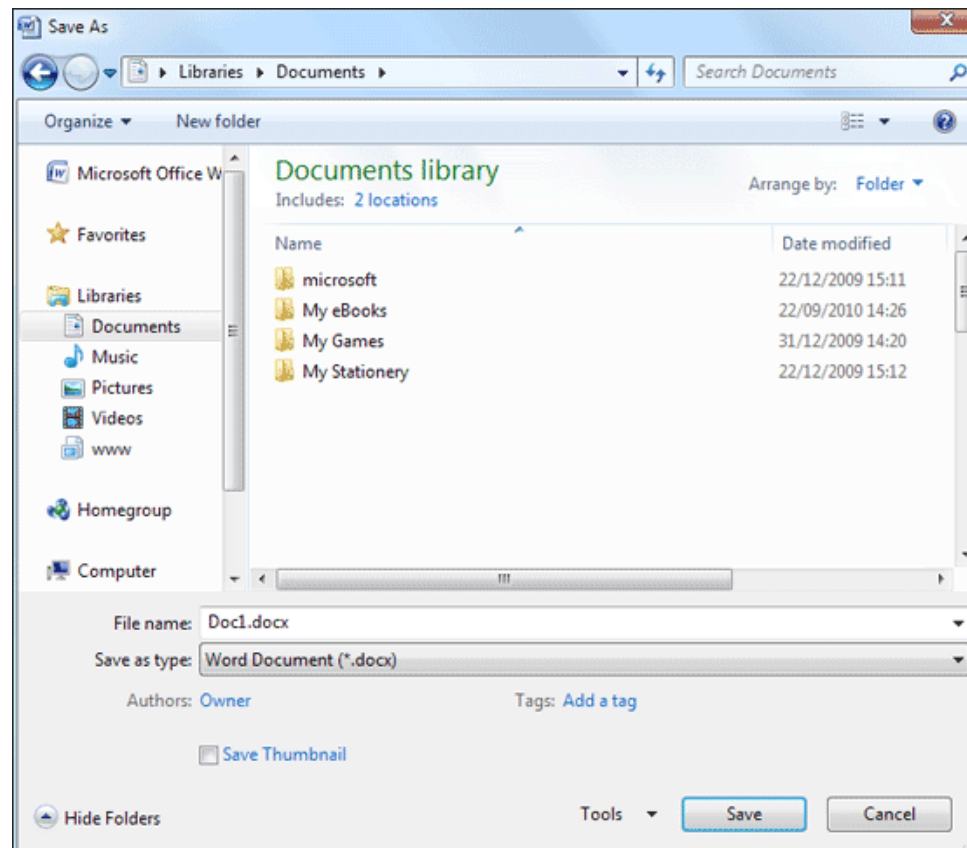 Save As
Libraries Documents
Search Documents
Organize New folder
Microsoft Office W
Favorites
Libraries
Documents
Music
Pictures
Videos
www
Homegroup
Computer
Documents library
Includes: 2 locations
Arrange by: Folder
Name Date modified
microsoft 22/12/2009 15:11
My eBooks 22/09/2010 14:26
My Games 31/12/2009 14:20
My Stationery 22/12/2009 15:12
File name: Doc1.docx
Save as type: Word Document (*.docx)
Authors: Owner Tags: Add a tag
Save Thumbnail
Hide Folders Tools Save Cancel